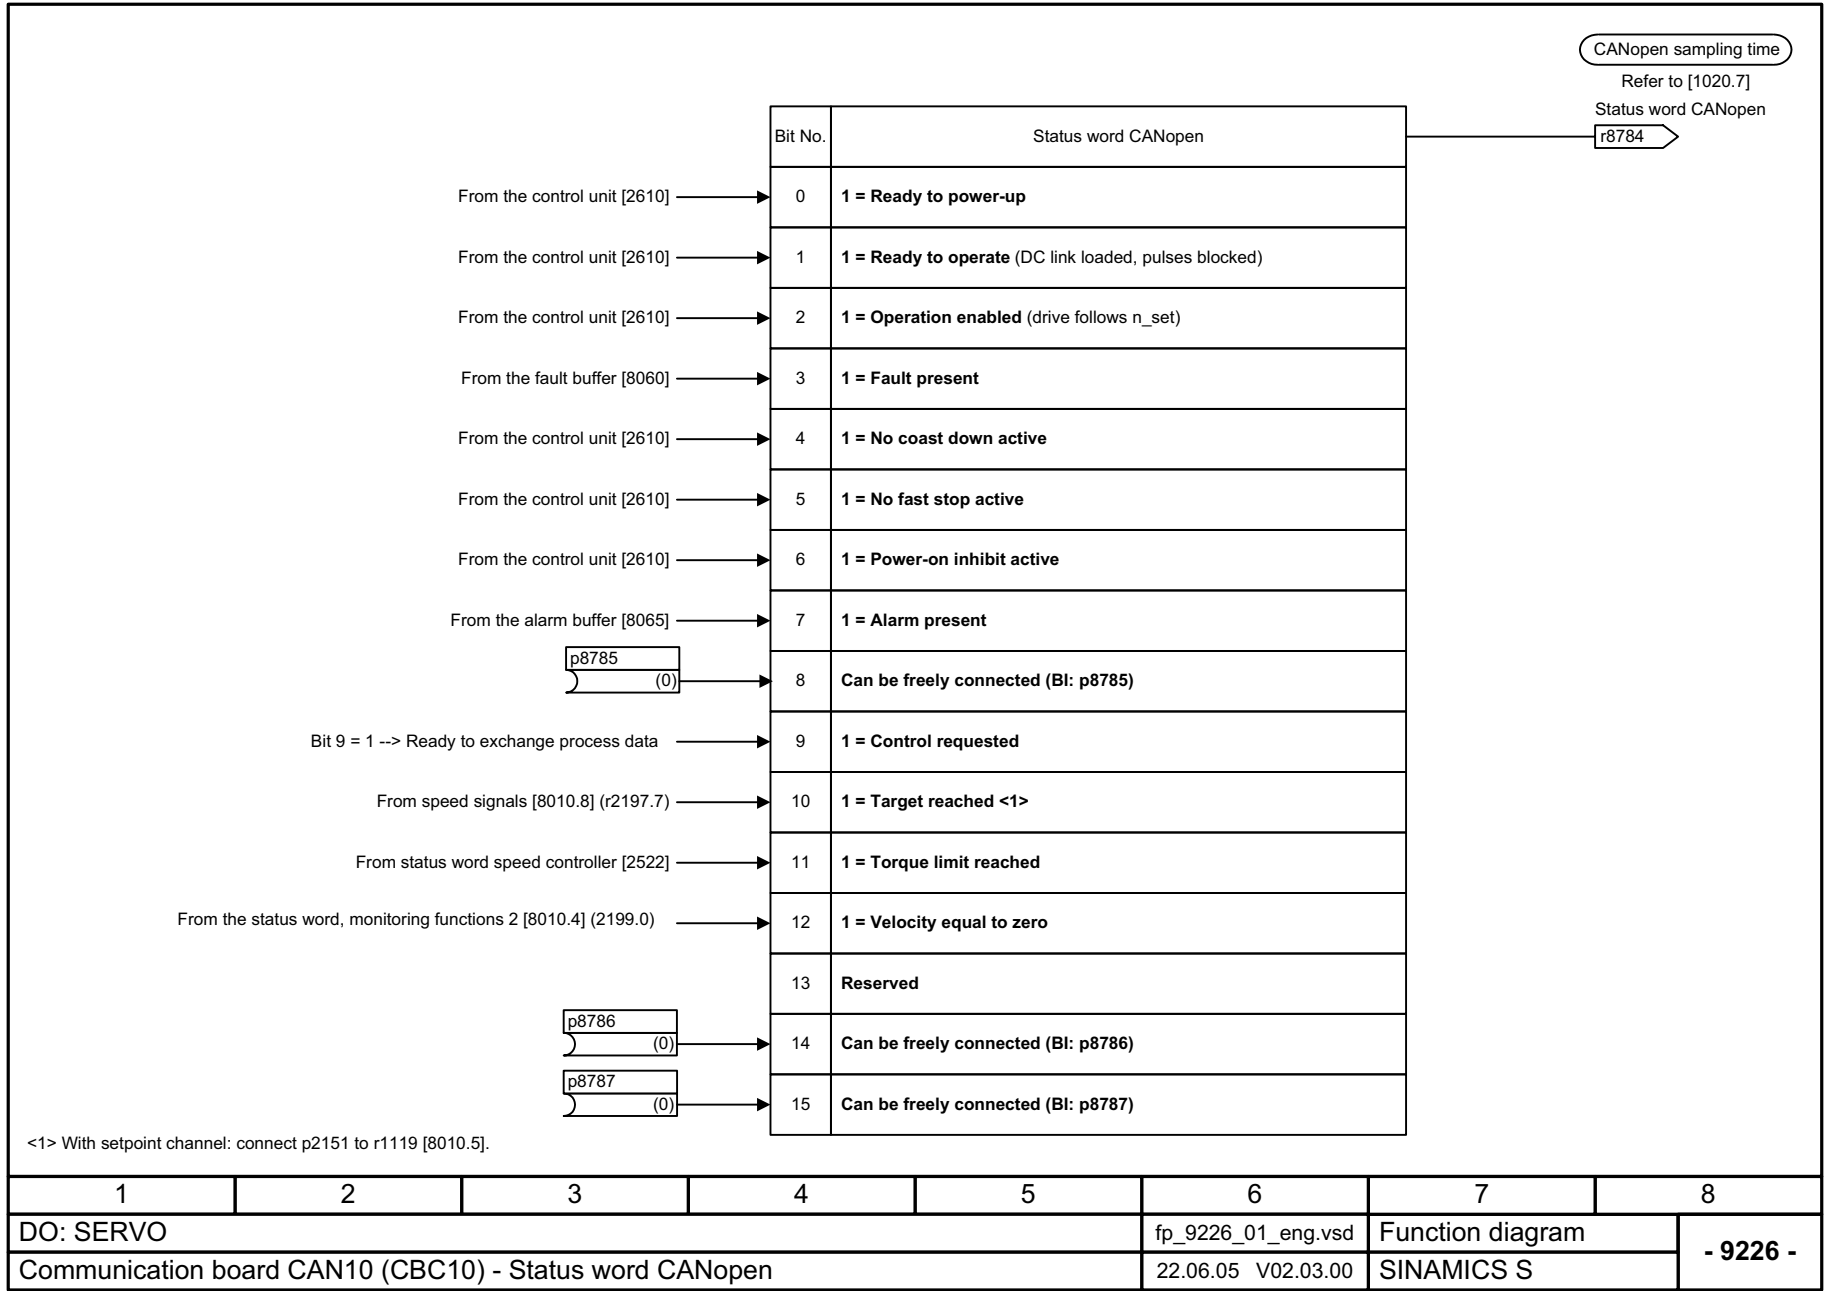 CANopen sampling time
Refer to [1020.7]
Status word CANopen
r8784
Bit No. Status word CANopen
From the control unit [2610] 0 1 = Ready to power-up
From the control unit [2610] 1 1 = Ready to operate (DC link loaded, pulses blocked)
From the control unit [2610] 2 1 = Operation enabled (drive follows n_set)
From the fault buffer [8060] 3 1 = Fault present
From the control unit [2610] 4 1 = No coast down active
From the control unit [2610] 5 1 = No fast stop active
From the control unit [2610] 6 1 = Power-on inhibit active
From the alarm buffer [8065] 7 1 = Alarm present
p8785
(0) 8 Can be freely connected (BI: p8785)
Bit 9 = 1 --> Ready to exchange process data 9 1 = Control requested
From speed signals [8010.8] (r2197.7) 10 1 = Target reached <1>
From status word speed controller [2522] 11 1 = Torque limit reached
From the status word, monitoring functions 2 [8010.4] (2199.0) 12 1 = Velocity equal to zero
13 Reserved
p8786
(0) 14 Can be freely connected (BI: p8786)
p8787
(0) 15 Can be freely connected (BI: p8787)
<1> With setpoint channel: connect p2151 to r1119 [8010.5].
1 2 3 4 5 6 7 8
DO: SERVO fp_9226_01_eng.vsd Function diagram
- 9226 -
Communication board CAN10 (CBC10) - Status word CANopen 22.06.05 V02.03.00 SINAMICS S